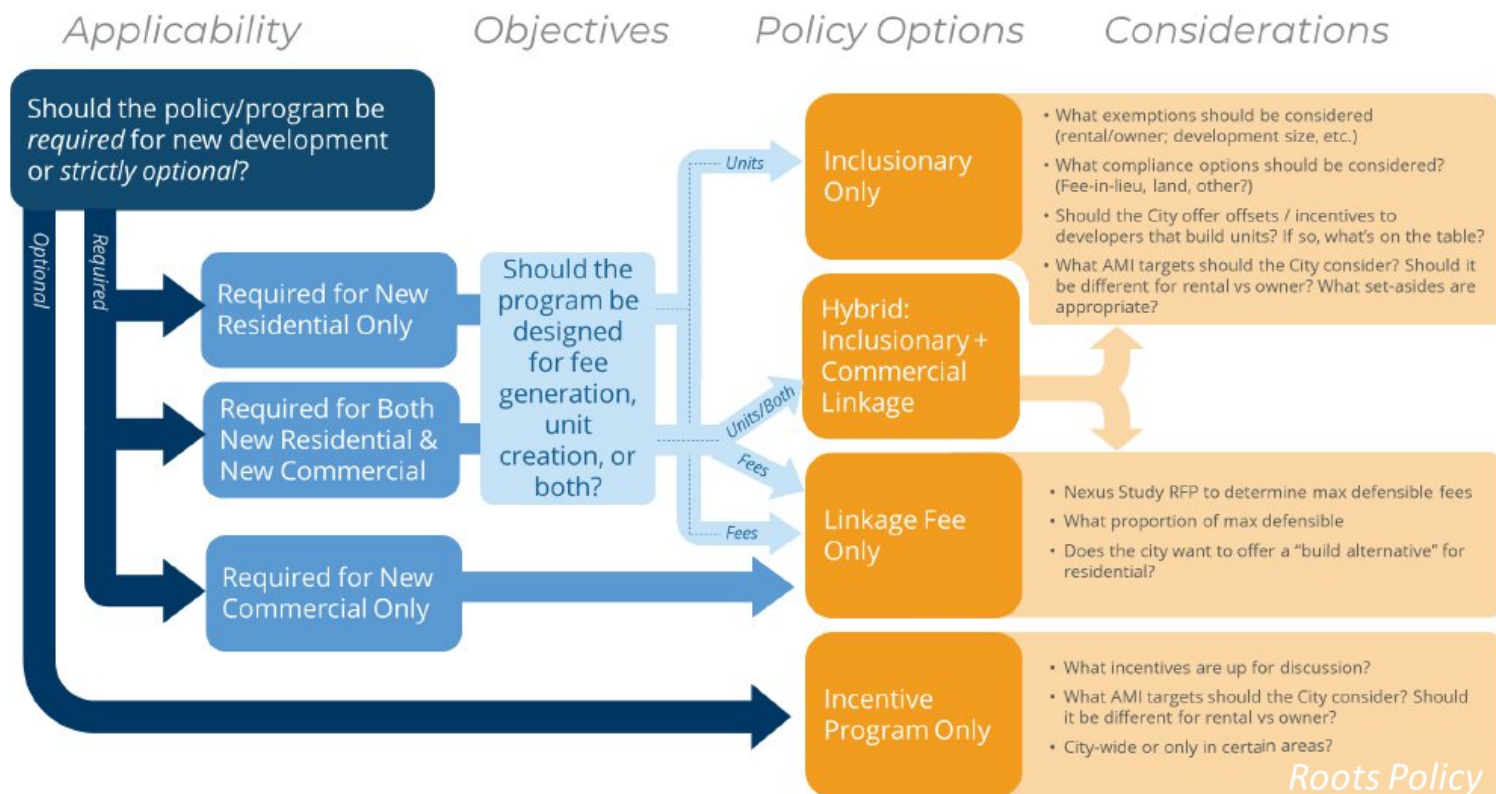 Applicability
Objectives
Policy Options
Considerations
Should the policy/program be
required for new development
or strictly optional?
Optional
Required
Required for New
Residential Only
Required for Both
New Residential &
New Commercial
Required for New
Commercial Only
Should the
program be
designed
for fee
generation,
unit
creation, or
both?
Units
Units/Both
Fees
Fees
Inclusionary
Only
Hybrid:
Inclusionary +
Commercial
Linkage
Linkage Fee
Only
Incentive
Program Only
• What exemptions should be considered
(rental/owner; development size, etc.)
• What compliance options should be considered?
(Fee-in-lieu, land, other?)
• Should the City offer offsets / incentives to
developers that build units? If so, what's on the table?
• What AMI targets should the City consider? Should it
be different for rental vs owner? What set-asides are
appropriate?
• Nexus Study RFP to determine max defensible fees
• What proportion of max defensible
• Does the city want to offer a “build alternative” for
residential?
• What incentives are up for discussion?
• What AMI targets should the City consider? Should
it be different for rental vs owner?
• City-wide or only in certain areas?
Roots Policy